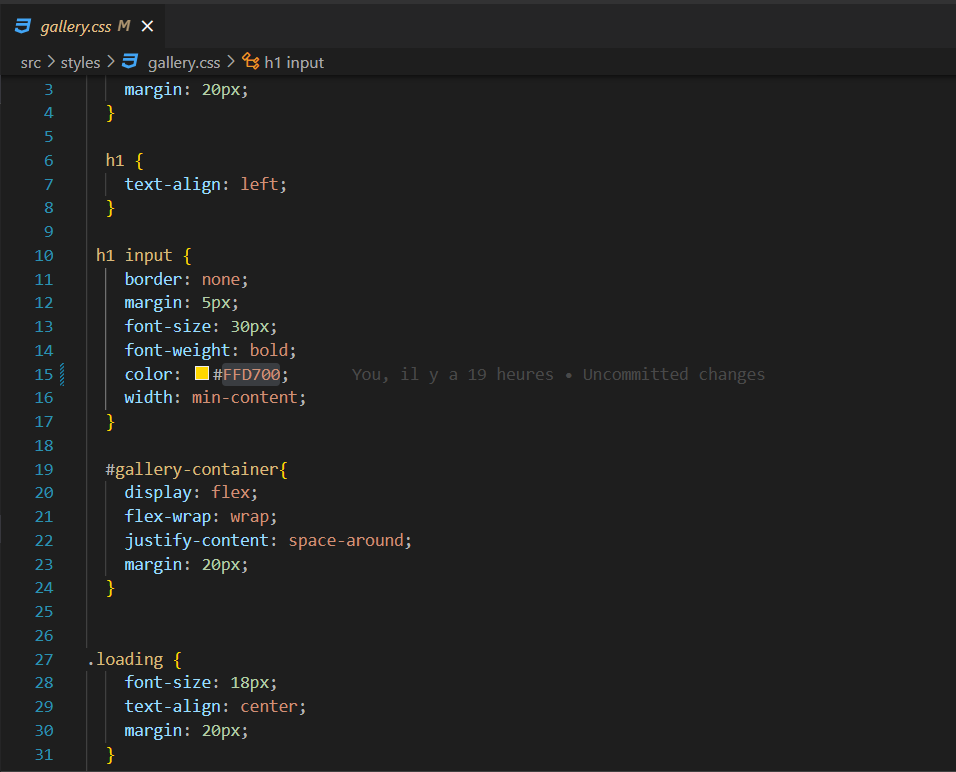 gallery.css M ×
src > styles > gallery.css > h1 input
3 margin: 20px;
4 }
5
6 h1 {
7 text-align: left;
8 }
9
10 h1 input {
11 border: none;
12 margin: 5px;
13 font-size: 30px;
14 font-weight: bold;
15 color: #FFD700; You, il y a 19 heures • Uncommitted changes
16 width: min-content;
17 }
18
19 #gallery-container{
20 display: flex;
21 flex-wrap: wrap;
22 justify-content: space-around;
23 margin: 20px;
24 }
25
26
27 .loading {
28 font-size: 18px;
29 text-align: center;
30 margin: 20px;
31 }